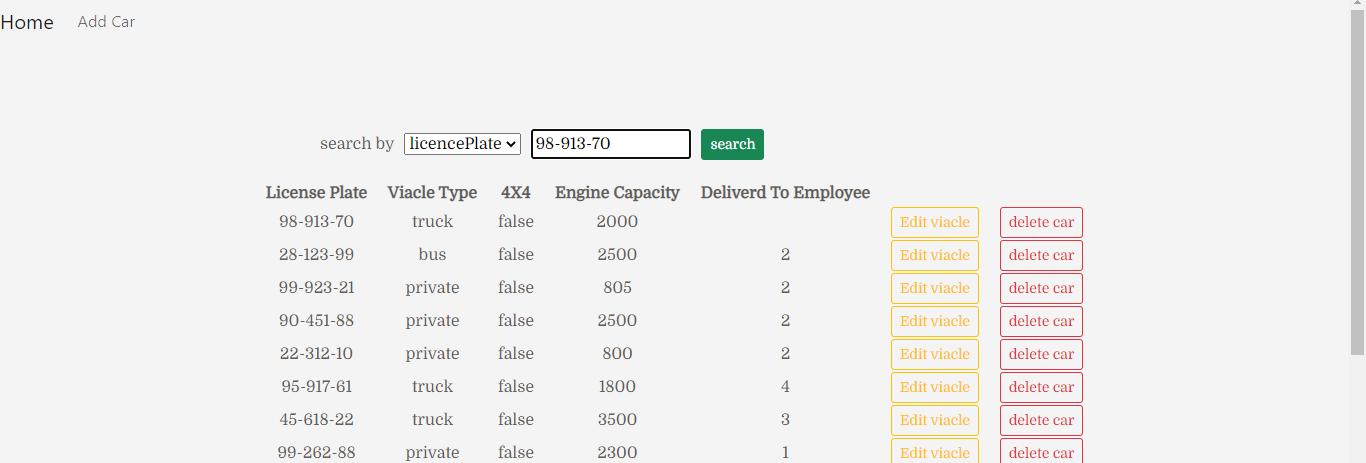 Home Add Car
search by licencePlate 98-913-70 search
License Plate Viacle Type 4X4 Engine Capacity Deliverd To Employee
98-913-70 truck false 2000 Edit viacle delete car
28-123-99 bus false 2500 2 Edit viacle delete car
99-923-21 private false 805 2 Edit viacle delete car
90-451-88 private false 2500 2 Edit viacle delete car
22-312-10 private false 800 2 Edit viacle delete car
95-917-61 truck false 1800 4 Edit viacle delete car
45-618-22 truck false 3500 3 Edit viacle delete car
99-262-88 private false 2300 1 Edit viacle delete car